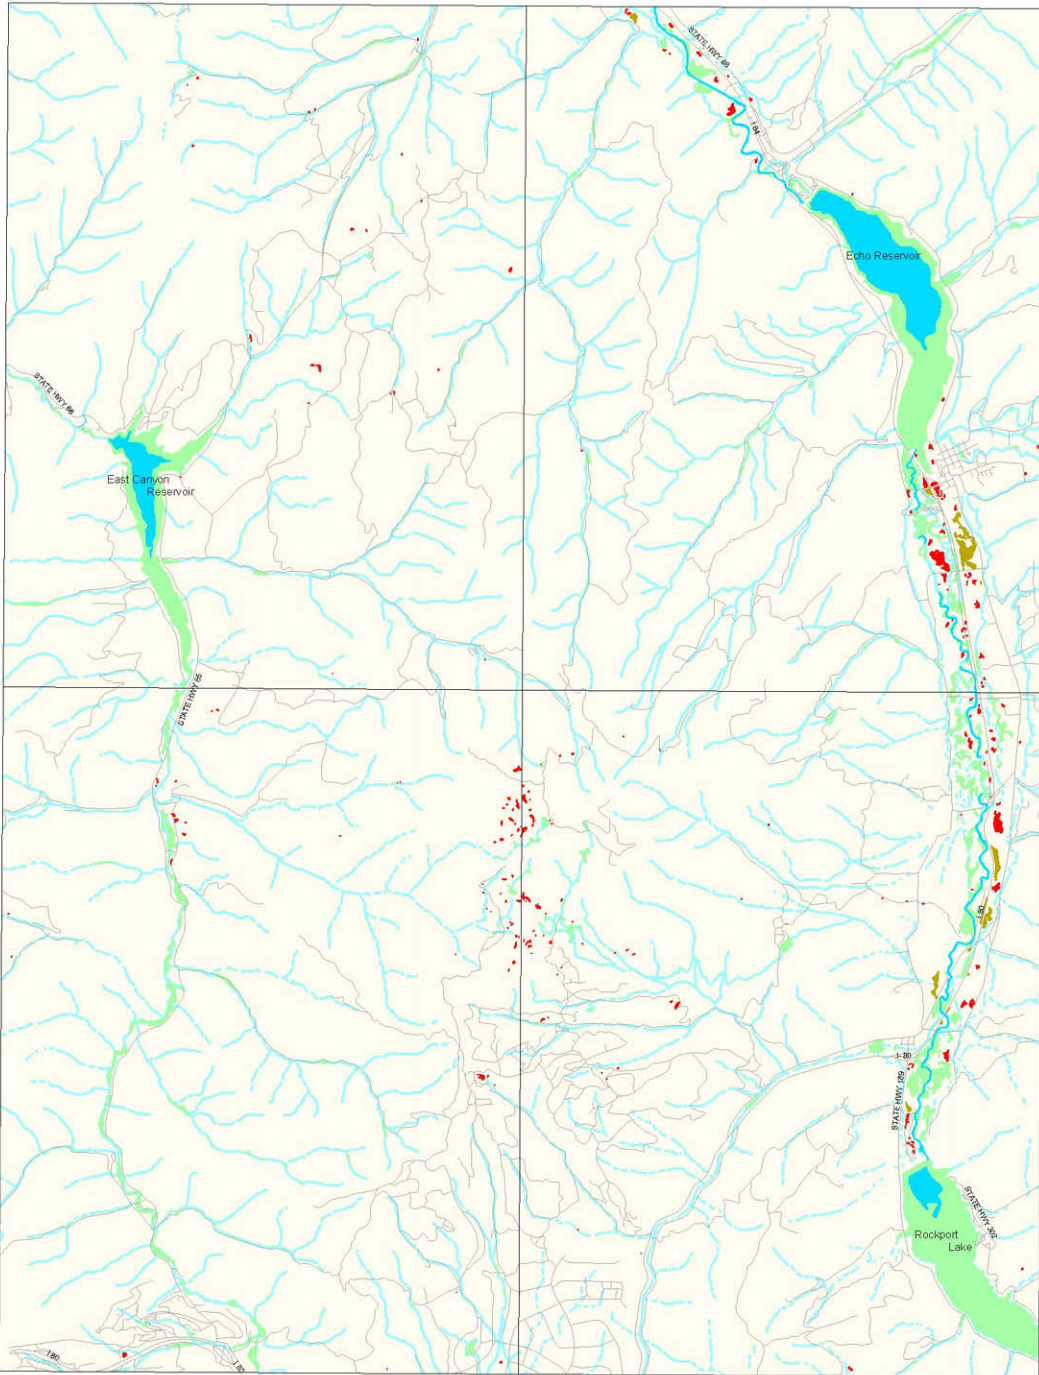 STATE HWY 86
I-84
Echo Reservoir
STATE HWY 66
East Canyon
Reservoir
STATE HWY 65
I-80
I-80
STATE HWY 189
STATE HWY 302
Rockport
Lake
I 80
I 80